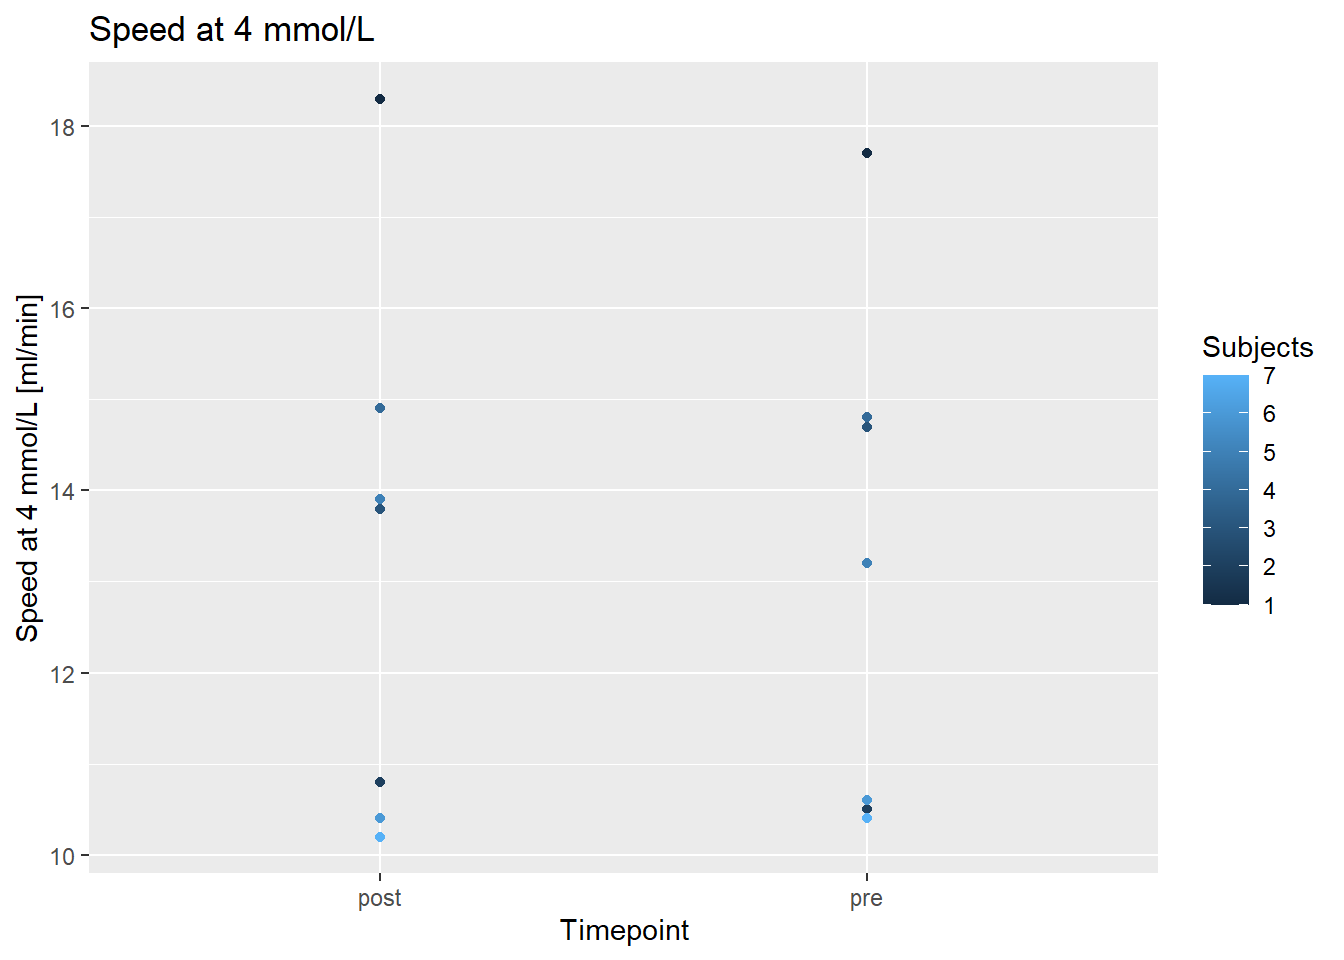 Speed at 4 mmol/L
Speed at 4 mmol/L [ml/min]
18
16
14
12
10
post
pre
Timepoint
Subjects
7
6
5
4
3
2
1